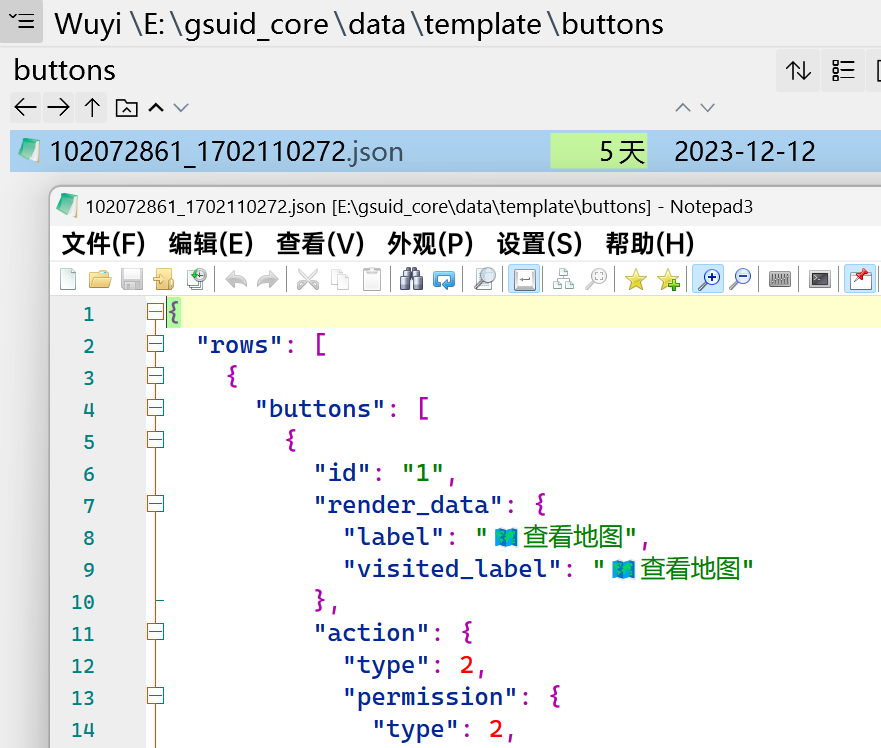 Wuyi \E: \gsuid_core \data \template \buttons
buttons
102072861_1702110272.json 5 天 2023-12-12
102072861_1702110272.json [E:\gsuid_core\data\template\buttons] - Notepad3
文件(F) 编辑(E) 查看(V) 外观(P) 设置(S) 帮助(H)
1 {
2 "rows": [
3 {
4 "buttons": [
5 {
6 "id": "1",
7 "render_data": {
8 "label": "🗺️查看地图",
9 "visited_label": "🗺️查看地图"
10 },
11 "action": {
12 "type": 2,
13 "permission": {
14 "type": 2,